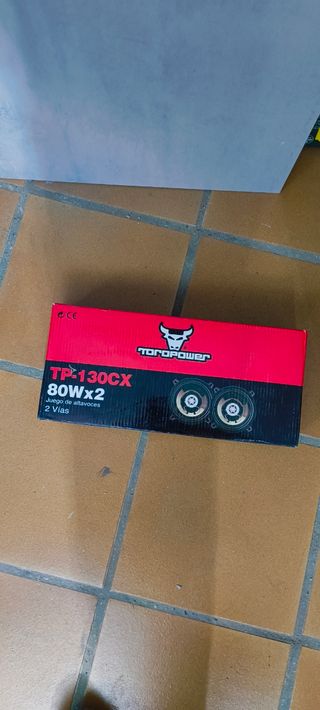 CE
TOROPOWER
TP-130CX
80Wx2
Juego de altavoces
2 Vías